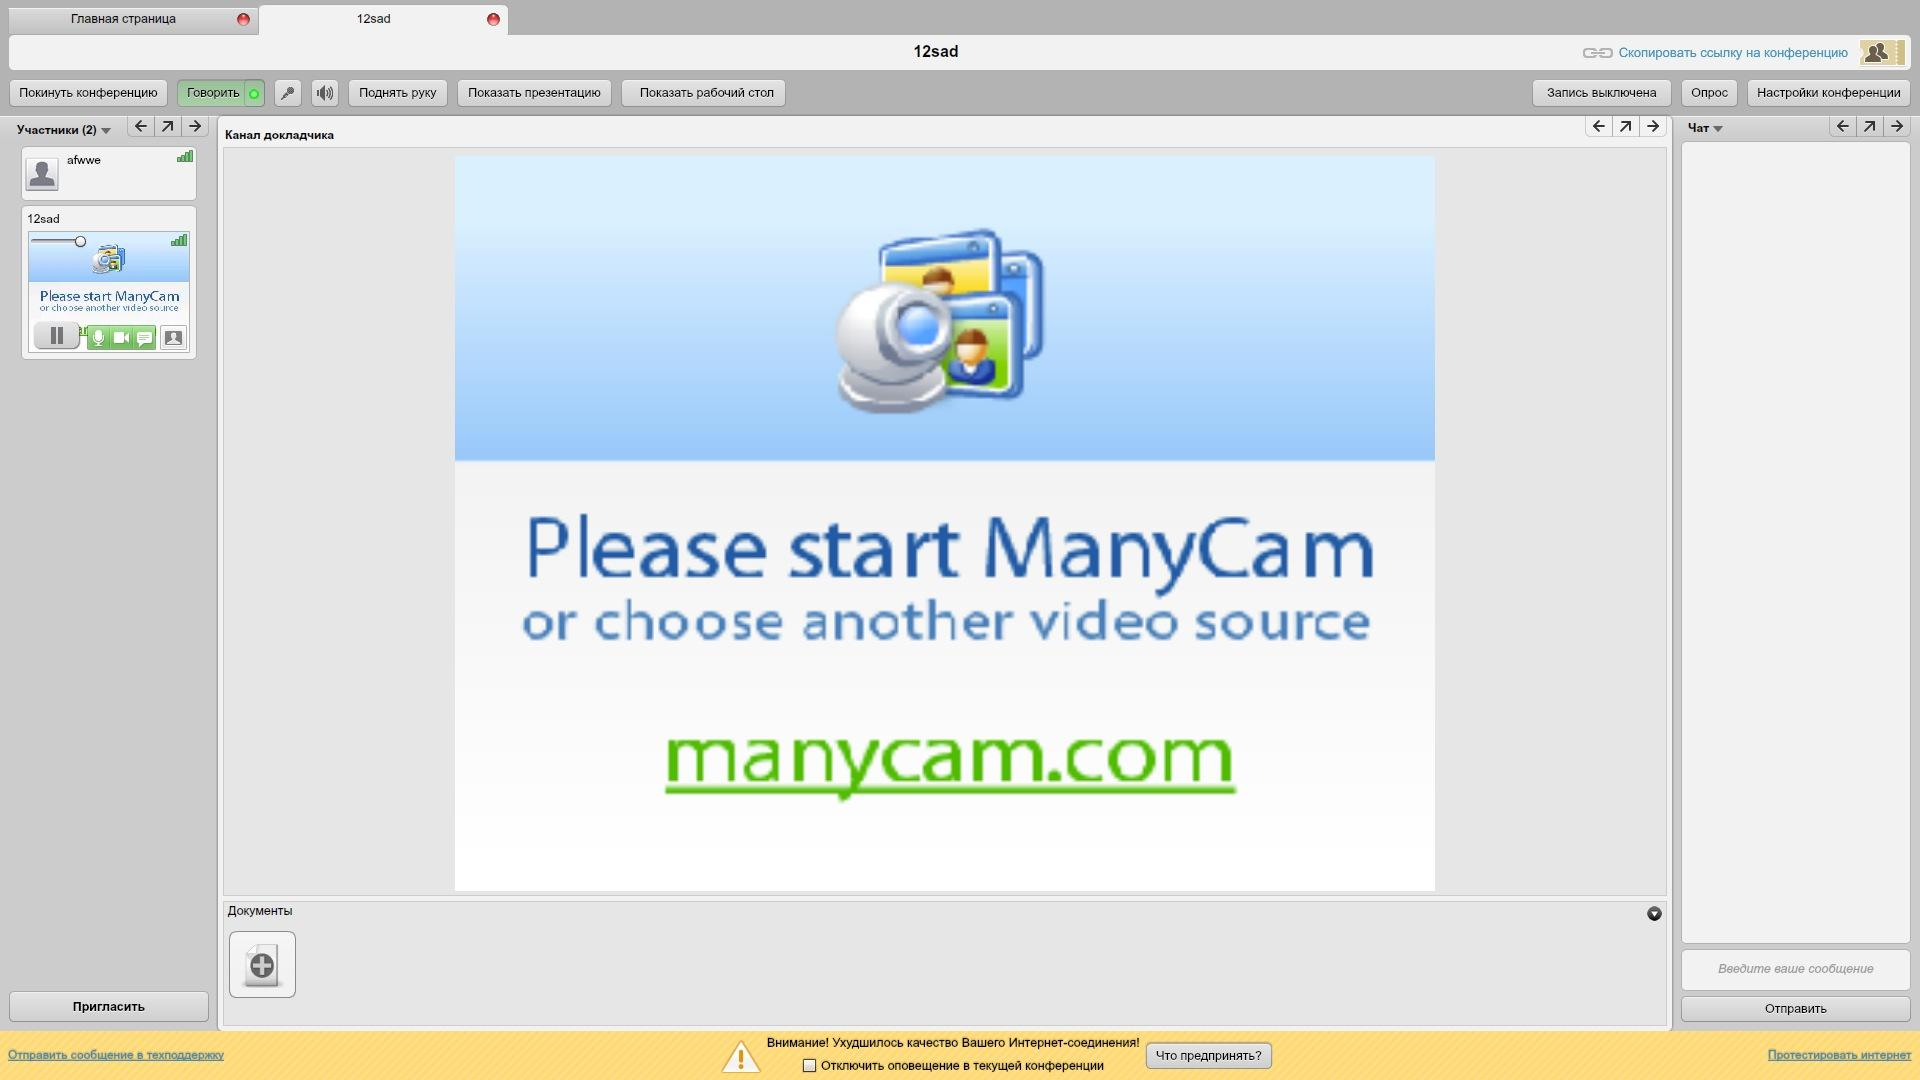 Главная страница
12sad
12sad
Скопировать ссылку на конференцию
Покинуть конференцию
Говорить
Поднять руку
Показать презентацию
Показать рабочий стол
Запись выключена
Опрос
Настройки конференции
Участники (2)
afwwe
12sad
Please start ManyCam
or choose another video source
Пригласить
Канал докладчика
Please start ManyCam
or choose another video source
manycam.com
Документы
Чат
Введите ваше сообщение
Отправить
Отправить сообщение в техподдержку
Внимание! Ухудшилось качество Вашего Интернет-соединения!
Отключить оповещение в текущей конференции
Что предпринять?
Протестировать интернет